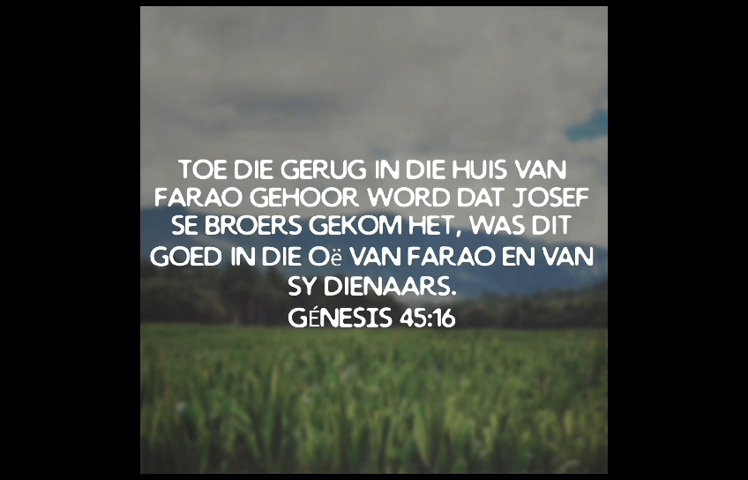 TOE DIE GERUG IN DIE HUIS VAN
FARAO GEHOOR WORD DAT JOSEF
SE BROERS GEKOM HET, WAS DIT
GOED IN DIE Oë VAN FARAO EN VAN
SY DIENAARS.
GÉNESIS 45:16